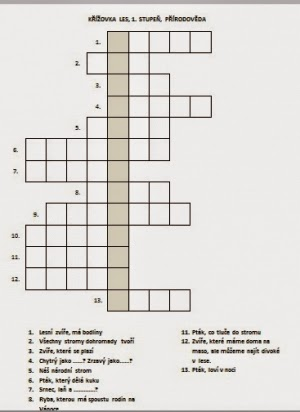 KŘÍŽOVKA LES, 1. STUPEŇ, PŘÍRODOVĚDA
1.
2.
3.
4.
5.
6.
7.
8.
9.
10.
11.
12.
13.
1. Lesní zvíře, má bodliny
2. Všechny stromy dohromady tvoří
3. Zvíře, které se plazí
4. Chytrý jako .....? Zrzavý jako.....?
5. Náš národní strom
6. Pták, který dělá kuku
7. Srnec, laň a ...........?
8. Ryba, kterou má spoustu rodin na
Vánoce
11. Pták, co tluče do stromu
12. Zvíře, které máme doma na
maso, ale můžeme najít divoké
v lese.
13. Pták, loví v noci